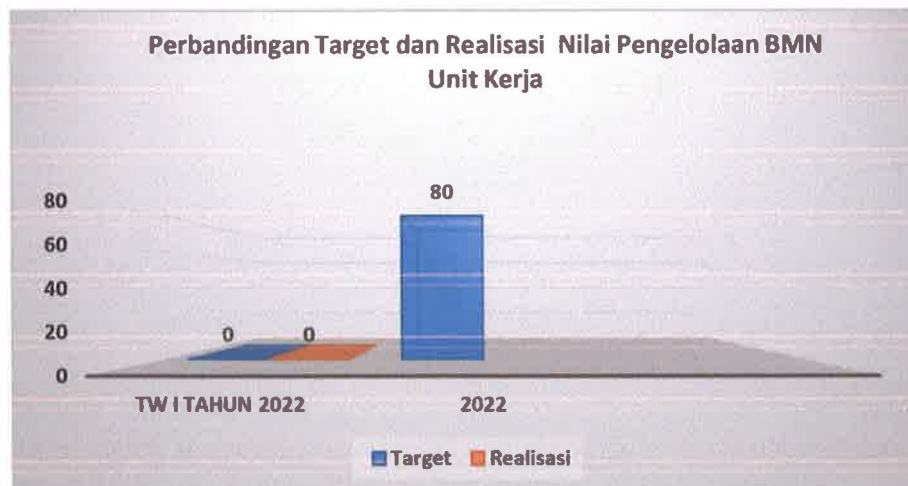 Perbandingan Target dan Realisasi Nilai Pengelolaan BMN
Unit Kerja
80
80
60
40
20
0
0 0
TW I TAHUN 2022 2022
Target Realisasi